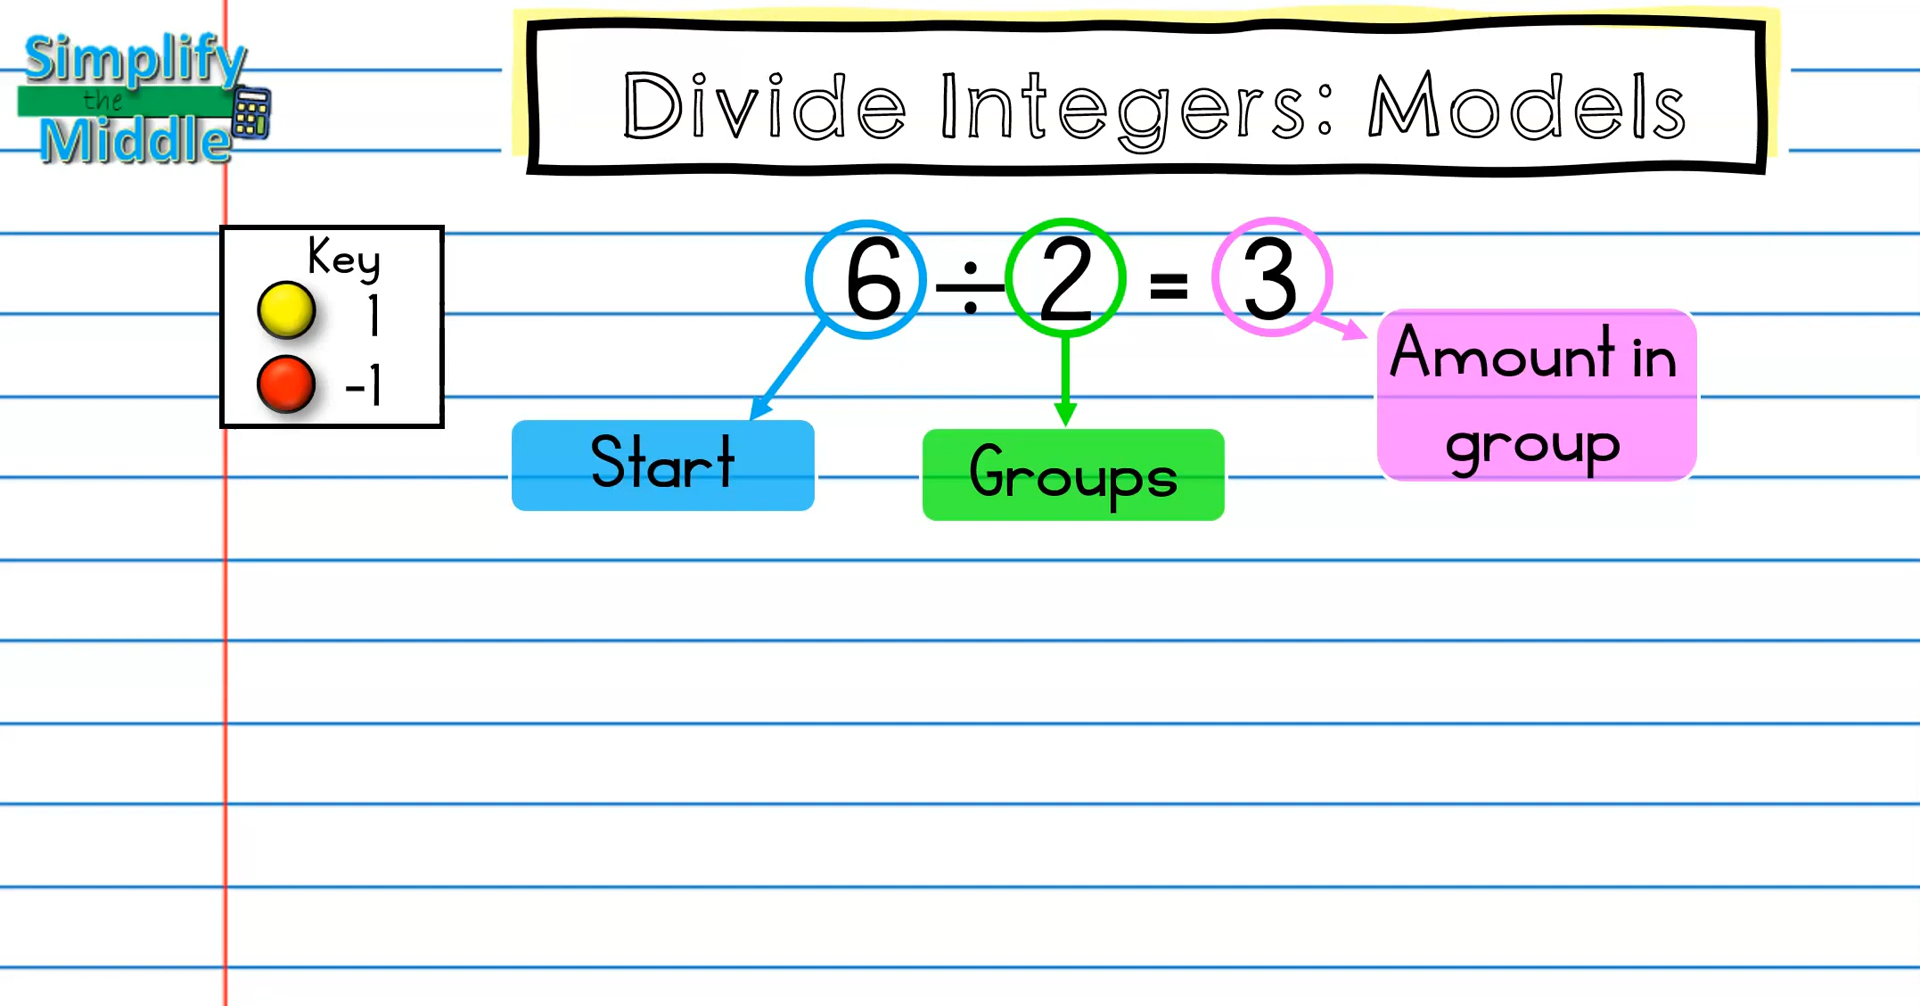 Simplify
the
Middle
Divide Integers: Models
Key
1
-1
6 ÷ 2 = 3
Start
Groups
Amount in
group